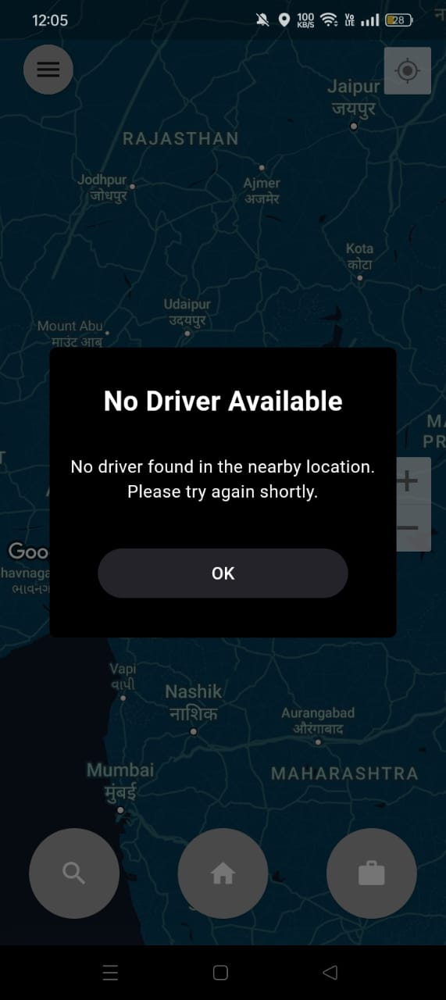 12:05
100
KB/S
Vo
LTE
28
Jaipur
जयपुर
RAJASTHAN
Jodhpur
जोधपुर
Ajmer
अजमेर
Kota
कोटा
Udaipur
उदयपुर
Mount Abu
माउंट आबू
No Driver Available
No driver found in the nearby location.
Please try again shortly.
OK
Goo
havnaga
ભાવનગ
Vapi
વાપી
Nashik
नाशिक
Aurangabad
औरंगाबाद
Mumbai
मुंबई
MAHARASHTRA